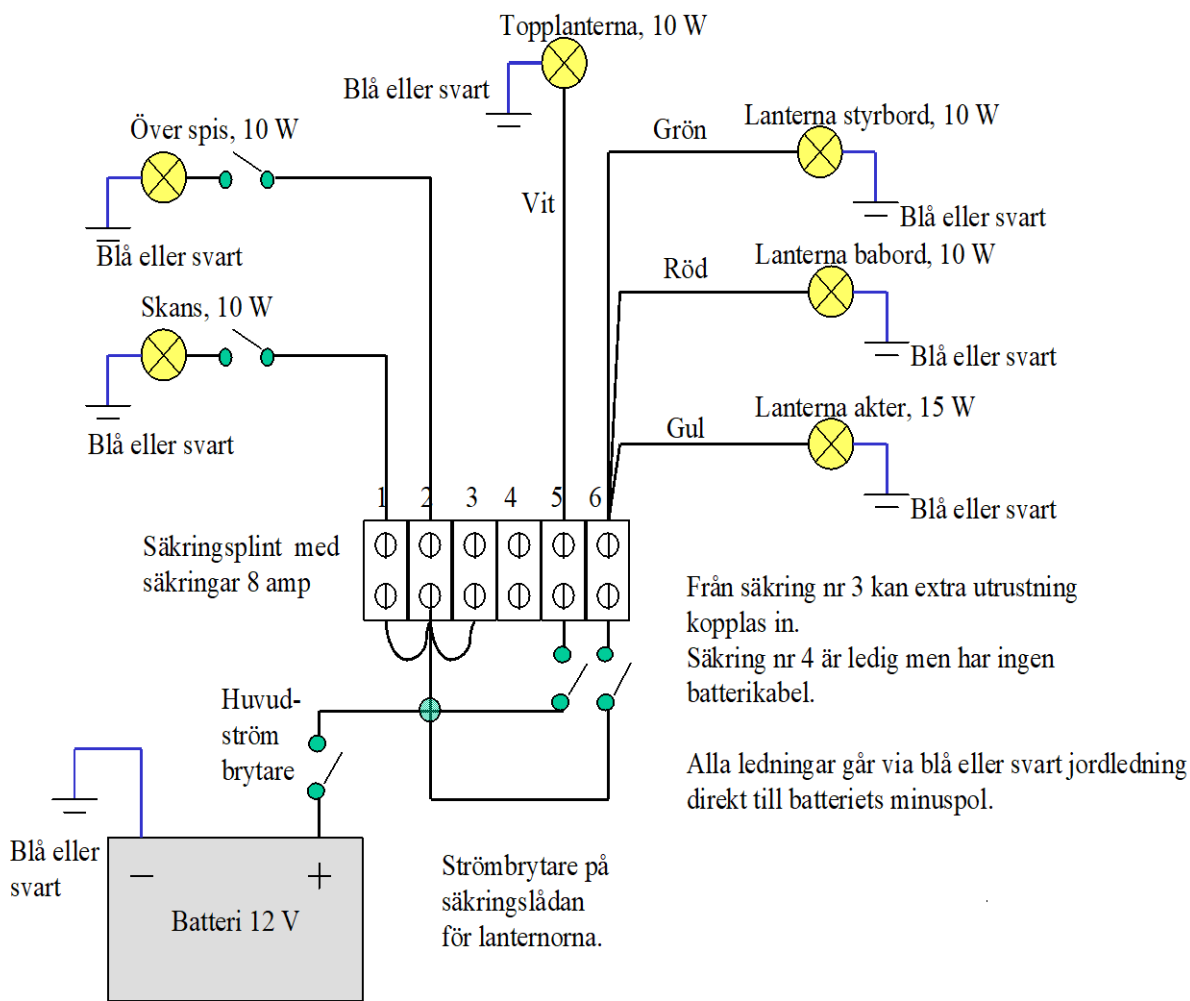 Topplanterna, 10 W
Blå eller svart
Över spis, 10 W
Blå eller svart
Skans, 10 W
Blå eller svart
Vit
Grön
Lanterna styrbord, 10 W
Blå eller svart
Röd
Lanterna babord, 10 W
Blå eller svart
Gul
Lanterna akter, 15 W
Blå eller svart
1 2 3 4 5 6
Säkringsplint med
säkringar 8 amp
Från säkring nr 3 kan extra utrustning
kopplas in.
Säkring nr 4 är ledig men har ingen
batterikabel.
Alla ledningar går via blå eller svart jordledning
direkt till batteriets minuspol.
Huvud-
ström
brytare
Blå eller
svart
— +
Batteri 12 V
Strömbrytare på
säkringslådan
för lanternorna.